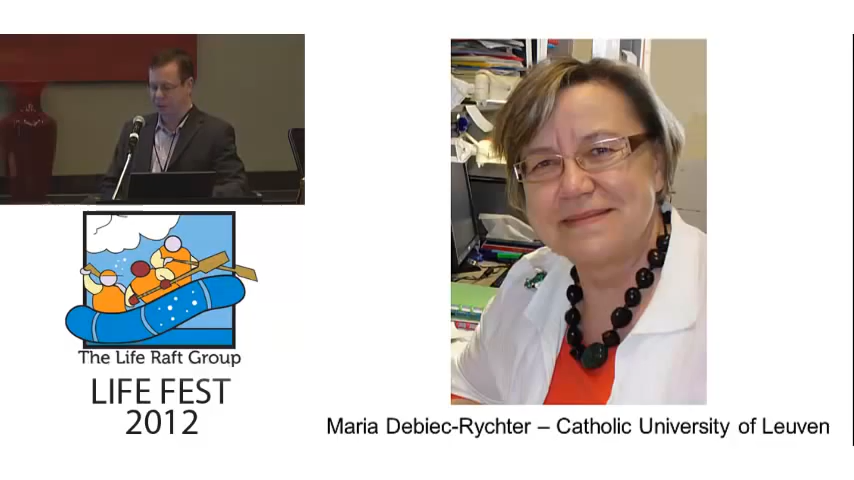 The Life Raft Group
LIFE FEST
2012
Maria Debiec-Rychter – Catholic University of Leuven